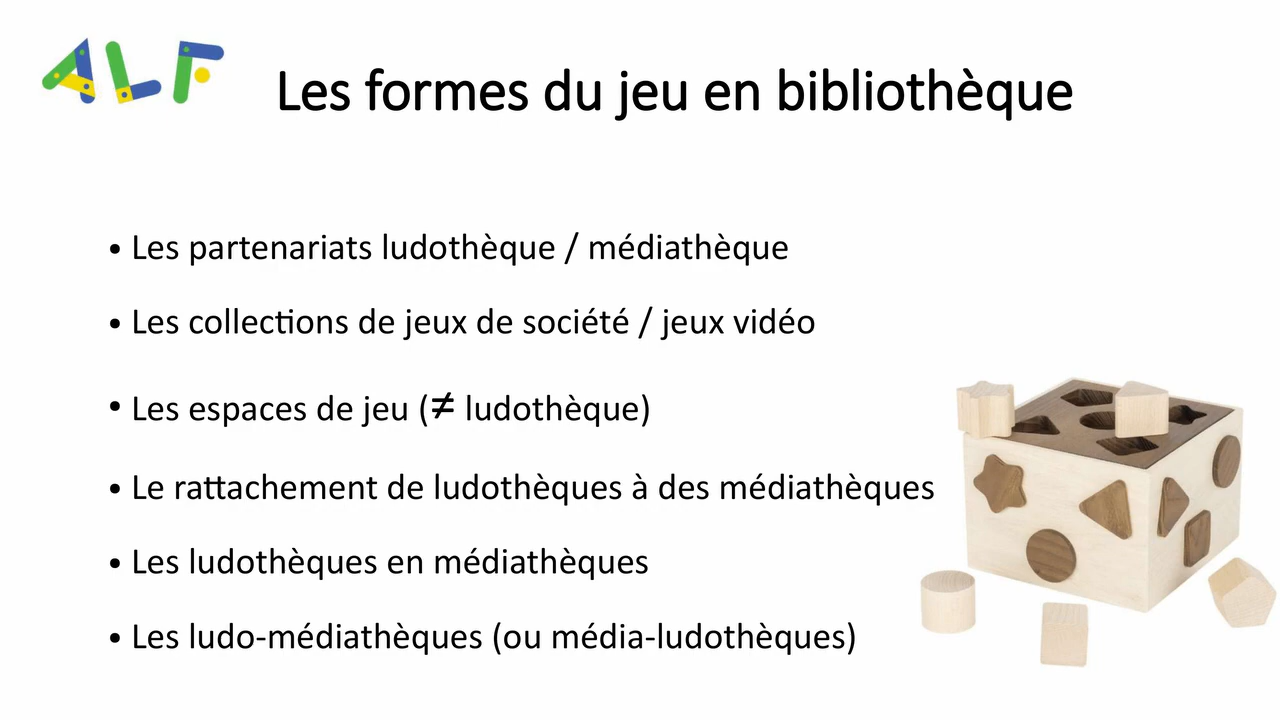 ALF
Les formes du jeu en bibliothèque
• Les partenariats ludothèque / médiathèque
• Les collections de jeux de société / jeux vidéo
• Les espaces de jeu (≠ ludothèque)
• Le rattachement de ludothèques à des médiathèques
• Les ludothèques en médiathèques
• Les ludo-médiathèques (ou média-ludothèques)